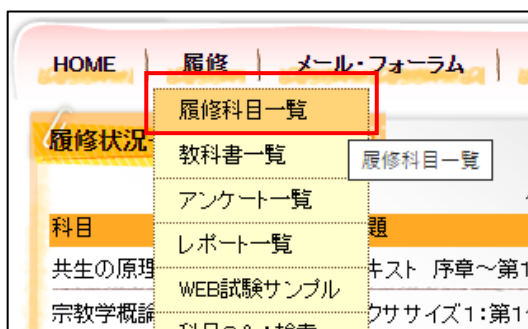 HOME 履修 メール・フォーラム
履修科目一覧
履修状況
教科書一覧 履修科目一覧
アンケート一覧
科目 題
レポート一覧
共生の原理 キスト 序章～第1
WEB試験サンプル
宗教学概論 クササイズ1:第1